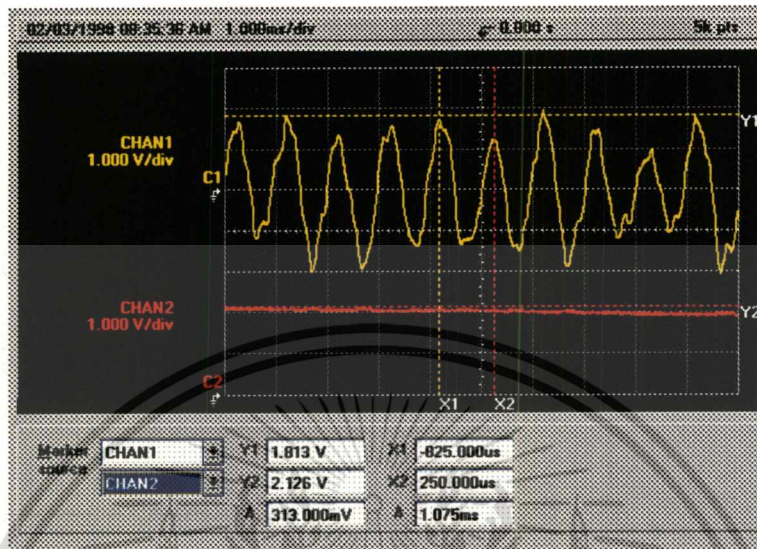 02/03/1998 08:35:36 AM 1.000ms/div 0.000 s 5k pts
CHAN1
1.000 V/div
C1
Y1
CHAN2
1.000 V/div
Y2
C2
X1 X2
Marker source CHAN1 Y1 1.813 V X1 -825.000us
CHAN2 Y2 2.126 V X2 250.000us
Δ 313.000mV Δ 1.075ms